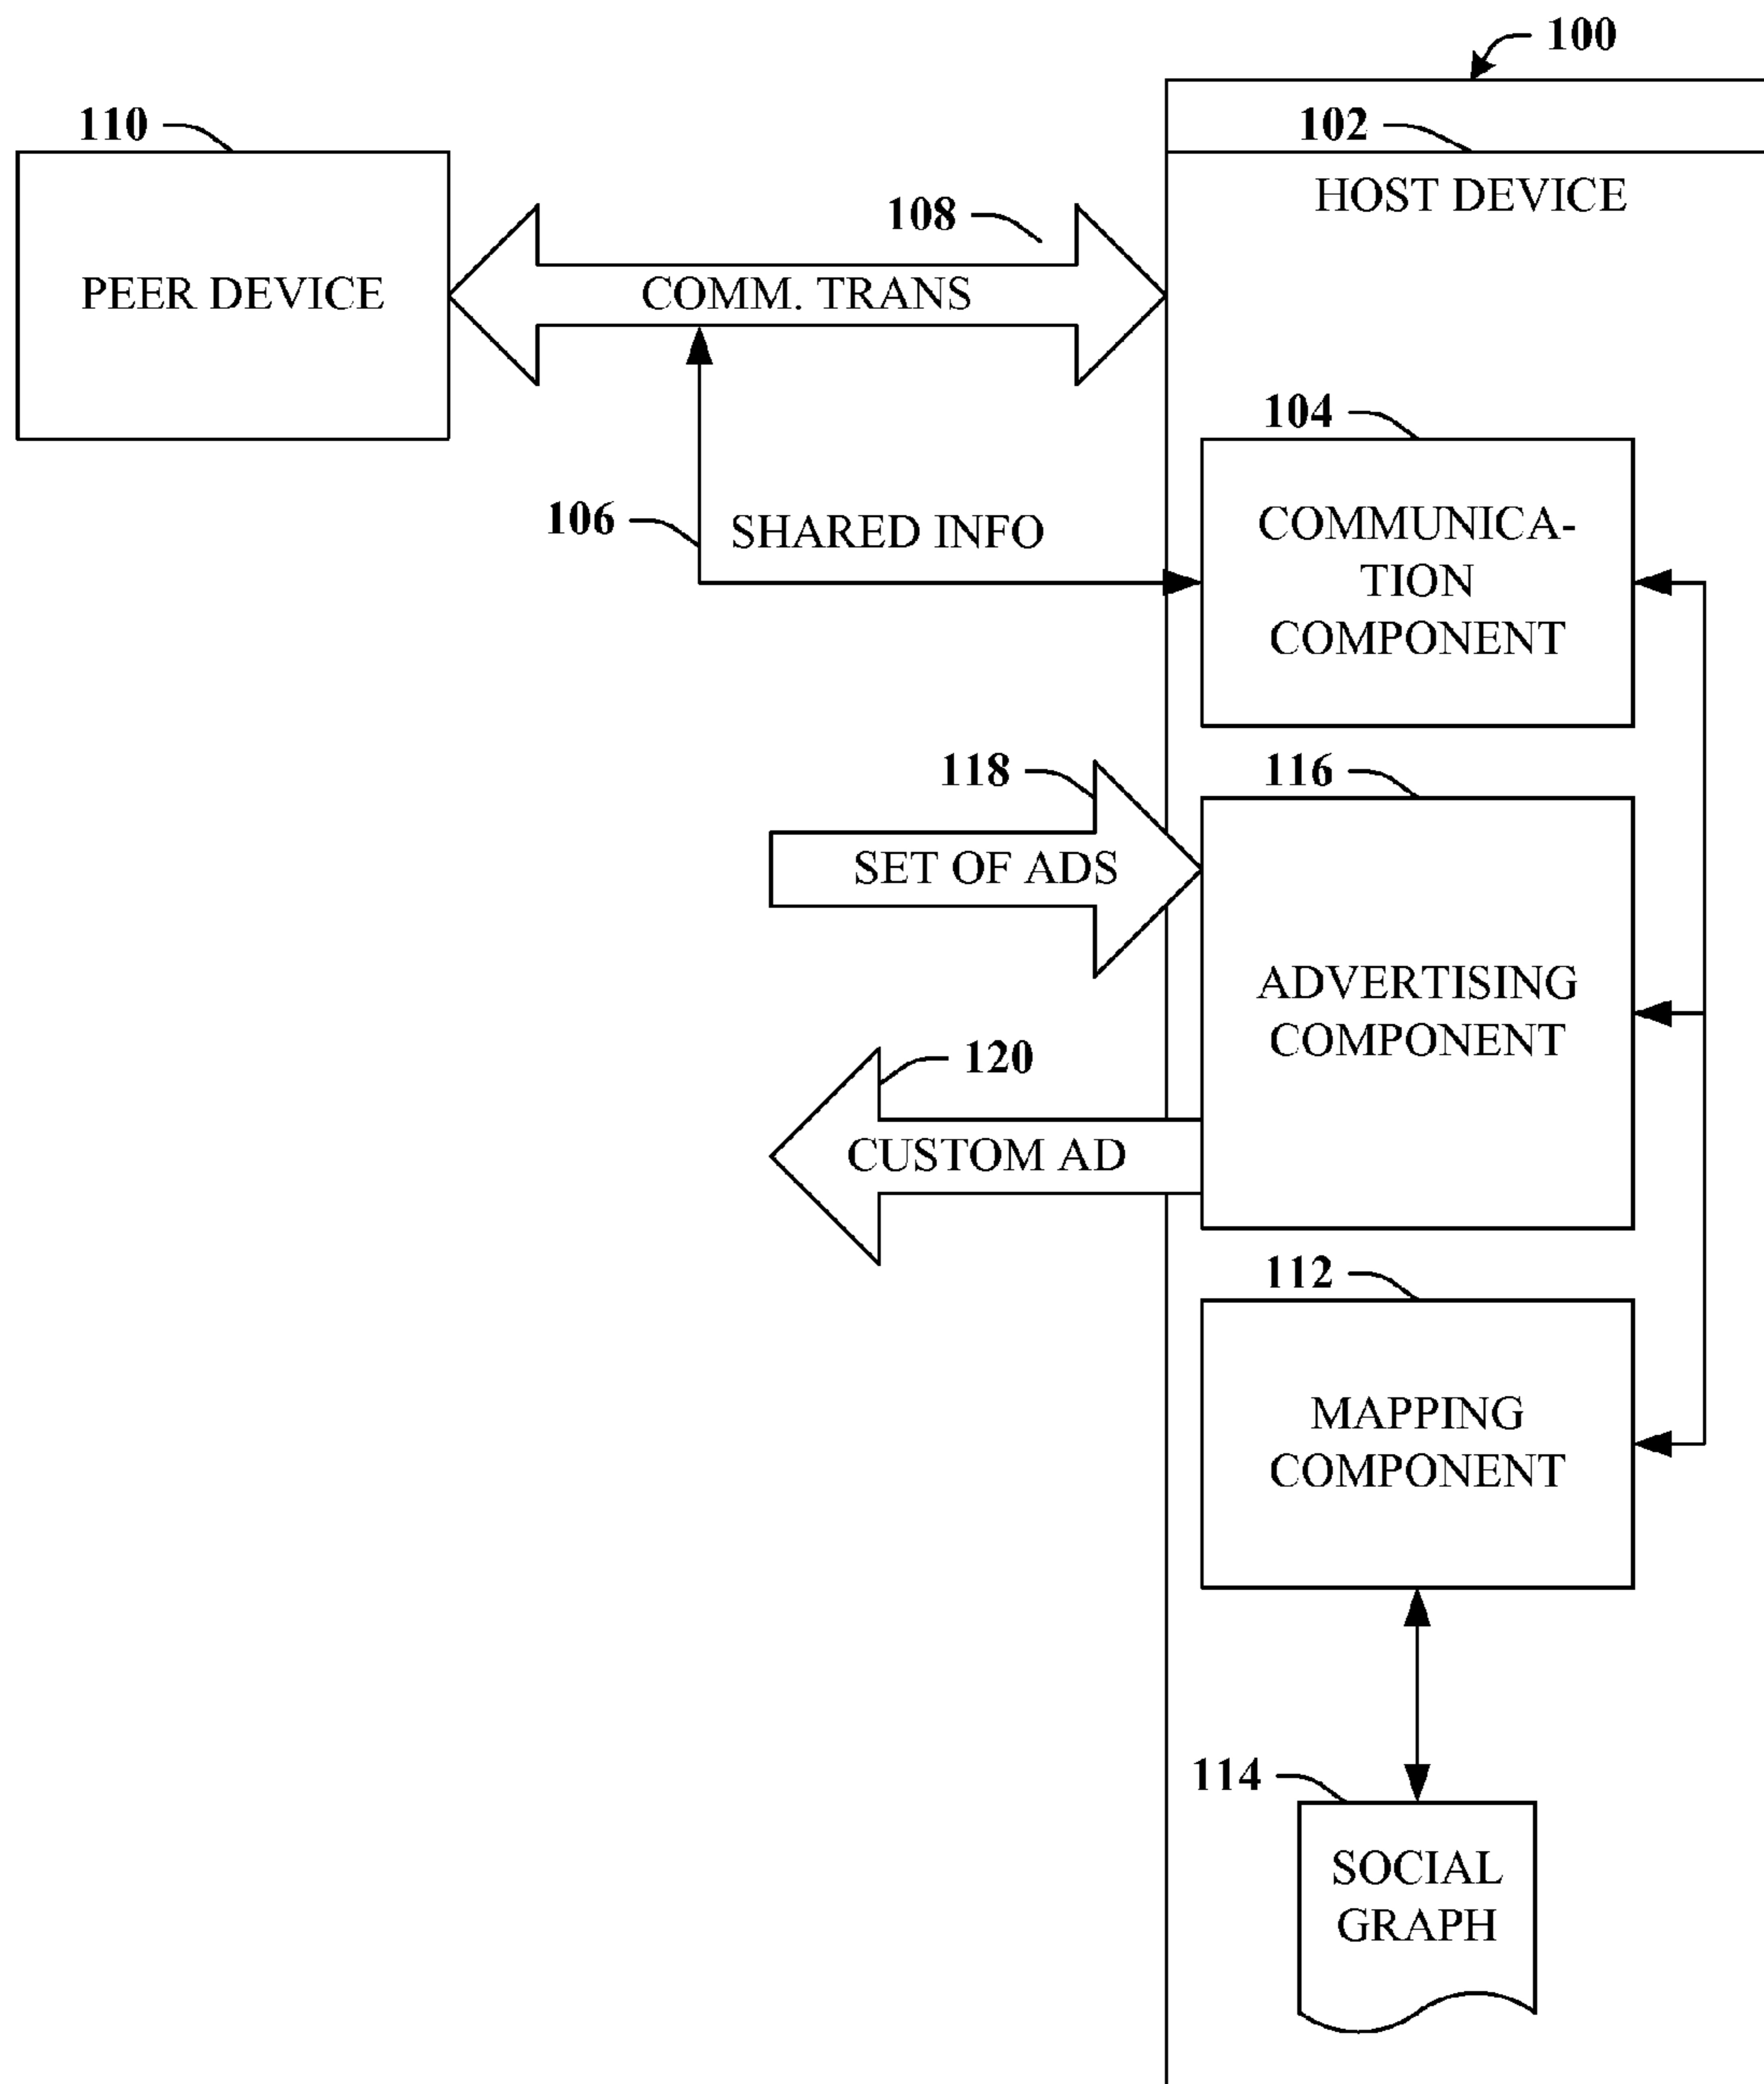 100
110
102
HOST DEVICE
108
PEER DEVICE
COMM. TRANS
104
106
SHARED INFO
COMMUNICA-
TION
COMPONENT
118
116
SET OF ADS
ADVERTISING
COMPONENT
120
CUSTOM AD
112
MAPPING
COMPONENT
114
SOCIAL
GRAPH